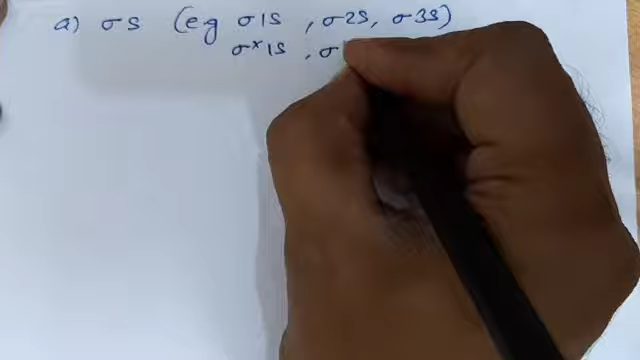 a) σs (eg σ1s , σ2s, σ3s)
σ*1s , σ